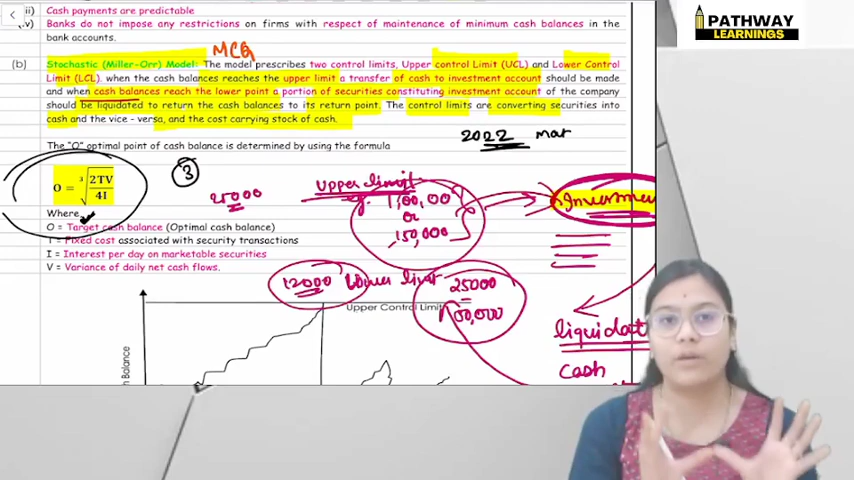 iii) Cash payments are predictable
(iv) Banks do not impose any restrictions on firms with respect of maintenance of minimum cash balances in the
bank accounts.
PATHWAY
LEARNINGS
MCQ
(b) Stochastic (Miller-Orr) Model: The model prescribes two control limits, Upper control Limit (UCL) and Lower Control
Limit (LCL). when the cash balances reaches the upper limit a transfer of cash to investment account should be made
and when cash balances reach the lower point a portion of securities constituting investment account of the company
should be liquidated to return the cash balances to its return point. The control limits are converting securities into
cash and the vice - versa, and the cost carrying stock of cash.
2022 mar
The "O" optimal point of cash balance is determined by using the formula
3
O = ³√2TV/4I
25000
Upper limit
eg. 1,00,000
or
1,50,000
Investmen
Where,
O = Target cash balance (Optimal cash balance)
T = Fixed cost associated with security transactions
I = Interest per day on marketable securities
V = Variance of daily net cash flows.
12000 lower limit
25000
50,000
Upper Control Limit
liquidat
cash
sh Balance